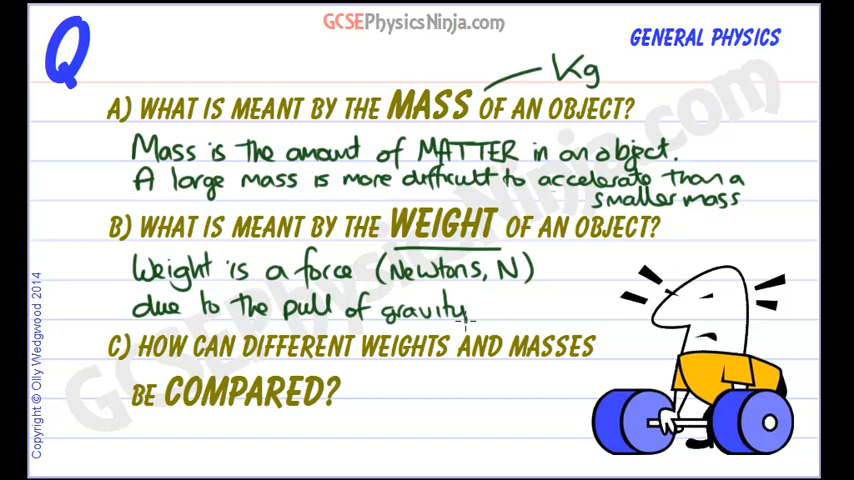 GCSEPhysicsNinja.com
Q
GENERAL PHYSICS
Kg
A) WHAT IS MEANT BY THE MASS OF AN OBJECT?
Mass is the amount of MATTER in an object.
A large mass is more difficult to accelerate than a
smaller mass
B) WHAT IS MEANT BY THE WEIGHT OF AN OBJECT?
Weight is a force (Newtons, N)
due to the pull of gravity
C) HOW CAN DIFFERENT WEIGHTS AND MASSES
BE COMPARED?
Copyright © Olly Wedgwood 2014
GCSEPhysicsNinja.com